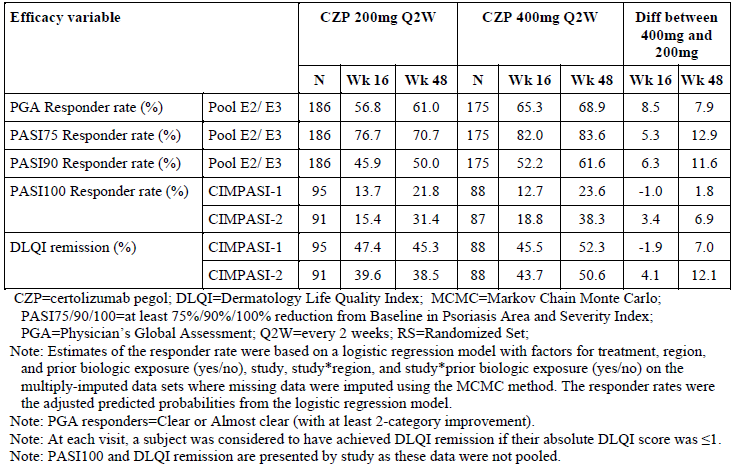 Efficacy variable CZP 200mg Q2W CZP 400mg Q2W Diff between
400mg and
200mg
N Wk 16 Wk 48 N Wk 16 Wk 48 Wk 16 Wk 48
PGA Responder rate (%) Pool E2/ E3 186 56.8 61.0 175 65.3 68.9 8.5 7.9
PASI75 Responder rate (%) Pool E2/ E3 186 76.7 70.7 175 82.0 83.6 5.3 12.9
PASI90 Responder rate (%) Pool E2/ E3 186 45.9 50.0 175 52.2 61.6 6.3 11.6
PASI100 Responder rate (%) CIMPASI-1 95 13.7 21.8 88 12.7 23.6 -1.0 1.8
CIMPASI-2 91 15.4 31.4 87 18.8 38.3 3.4 6.9
DLQI remission (%) CIMPASI-1 95 47.4 45.3 88 45.5 52.3 -1.9 7.0
CIMPASI-2 91 39.6 38.5 88 43.7 50.6 4.1 12.1
CZP=certolizumab pegol; DLQI=Dermatology Life Quality Index; MCMC=Markov Chain Monte Carlo;
PASI75/90/100=at least 75%/90%/100% reduction from Baseline in Psoriasis Area and Severity Index;
PGA=Physician's Global Assessment; Q2W=every 2 weeks; RS=Randomized Set;
Note: Estimates of the responder rate were based on a logistic regression model with factors for treatment, region,
and prior biologic exposure (yes/no), study, study*region, and study*prior biologic exposure (yes/no) on the
multiply-imputed data sets where missing data were imputed using the MCMC method. The responder rates were
the adjusted predicted probabilities from the logistic regression model.
Note: PGA responders=Clear or Almost clear (with at least 2-category improvement).
Note: At each visit, a subject was considered to have achieved DLQI remission if their absolute DLQI score was ≤1.
Note: PASI100 and DLQI remission are presented by study as these data were not pooled.